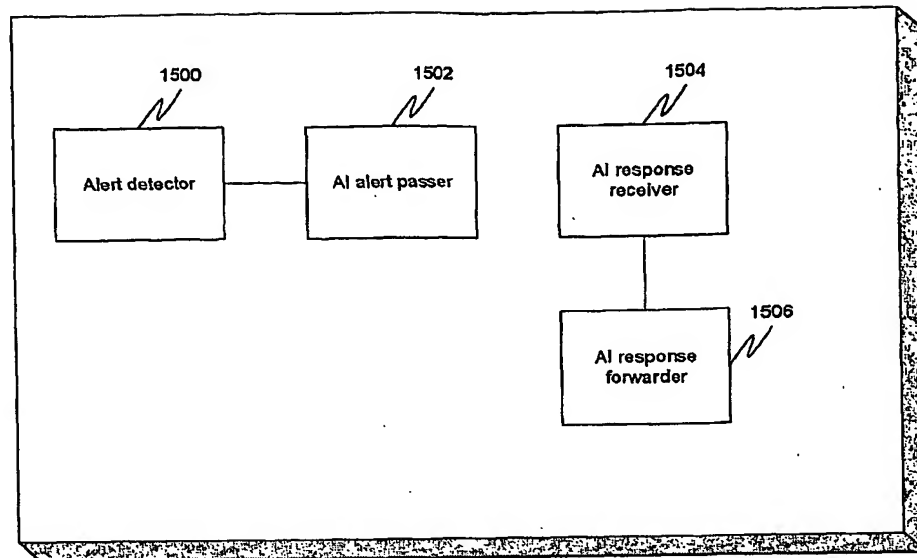 1500
1502
1504
Alert detector
AI alert passer
AI response
receiver
1506
AI response
forwarder